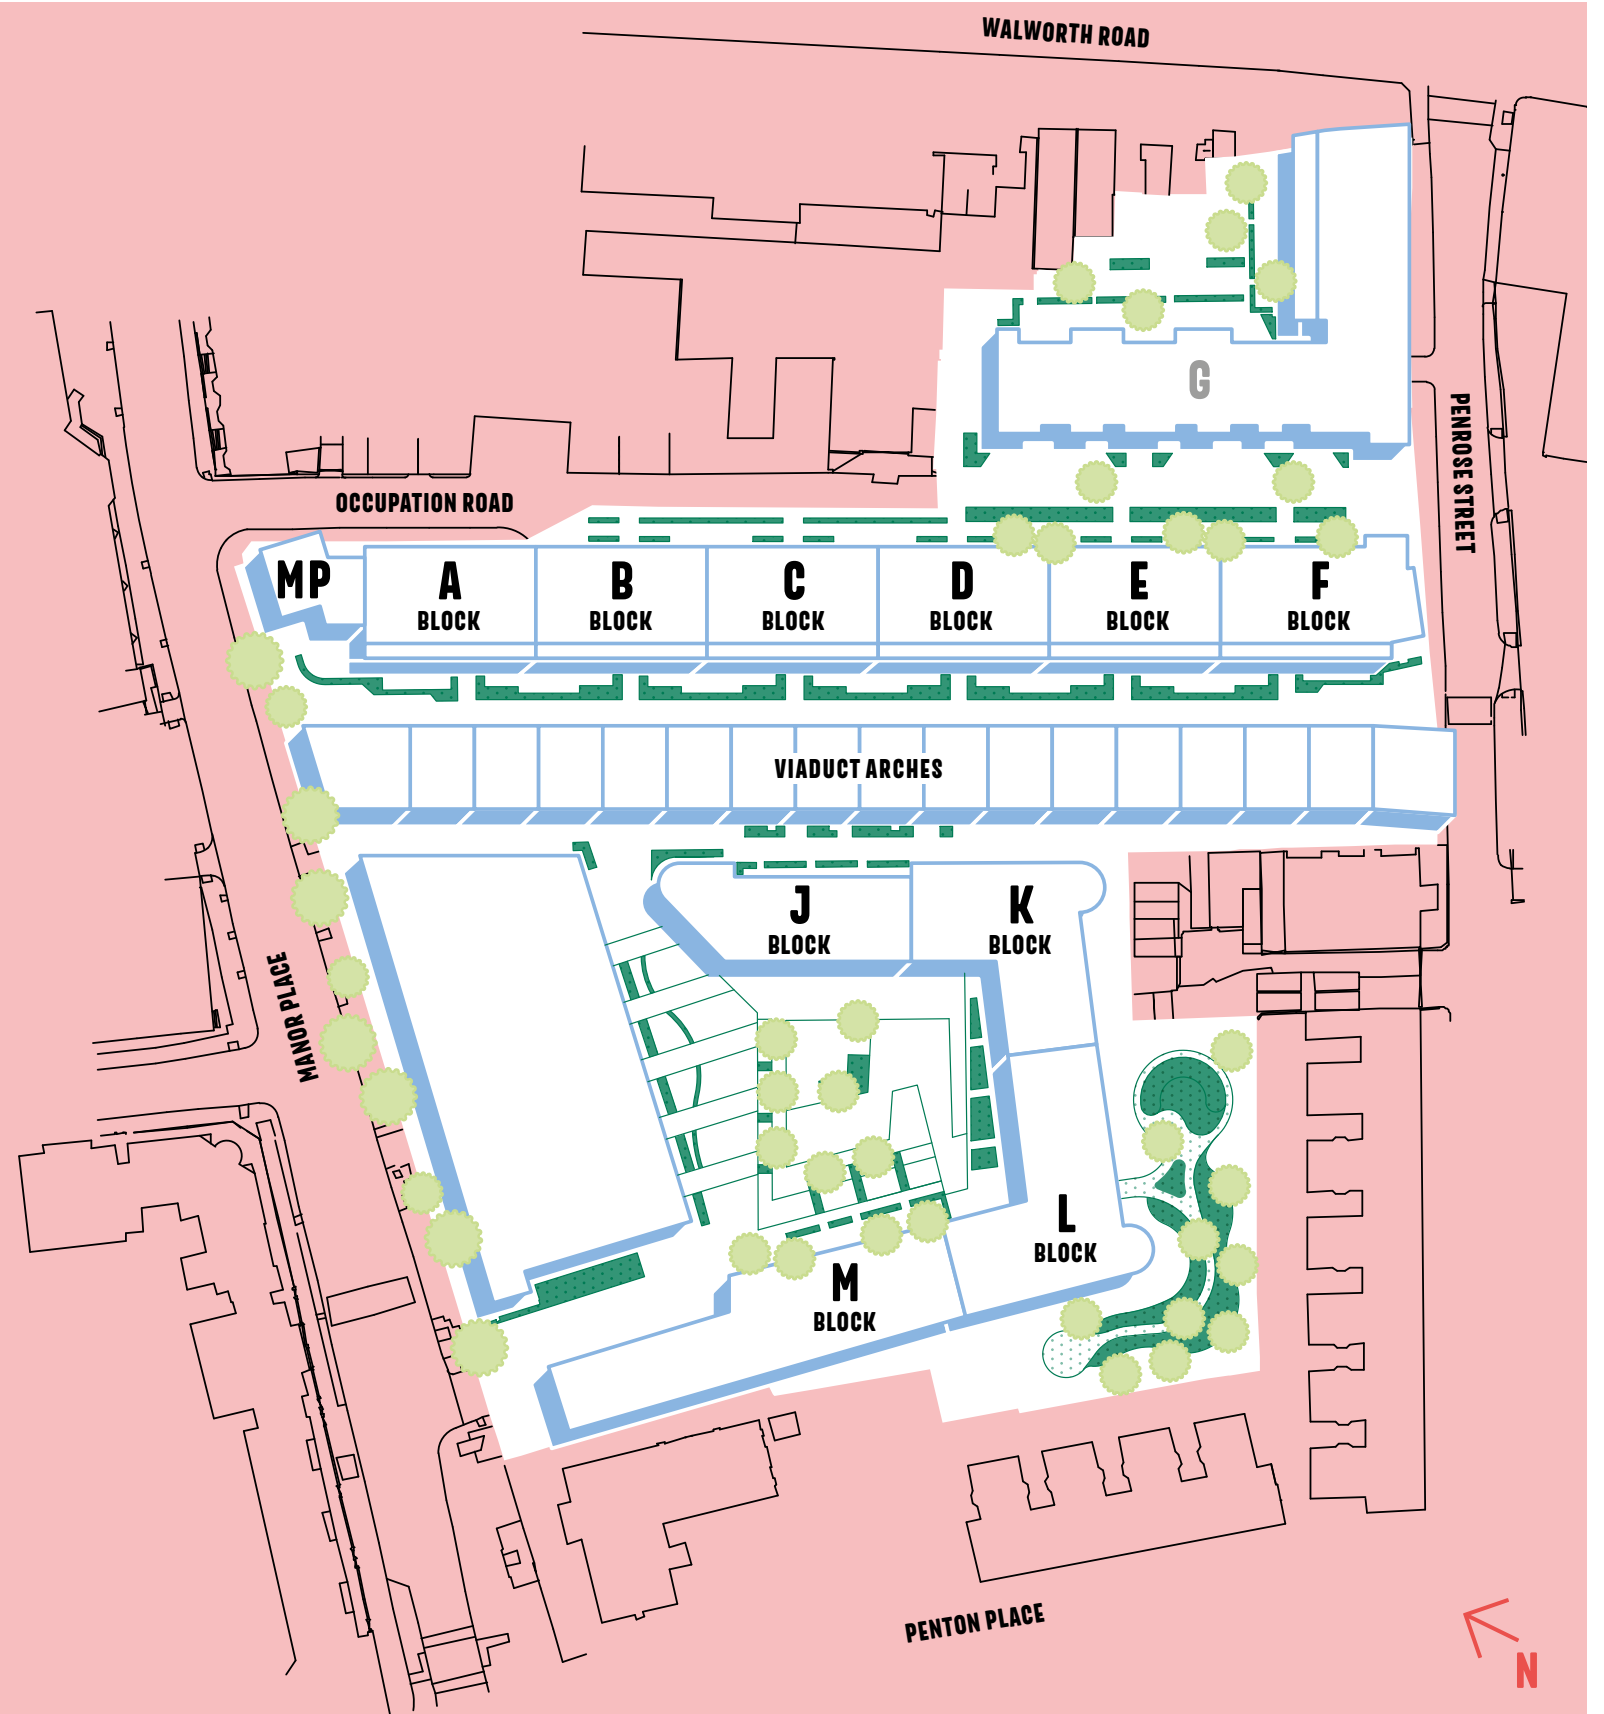 WALWORTH ROAD
G
PENROSE STREET
OCCUPATION ROAD
MP
A
BLOCK
B
BLOCK
C
BLOCK
D
BLOCK
E
BLOCK
F
BLOCK
VIADUCT ARCHES
J
BLOCK
K
BLOCK
MANOR PLACE
L
BLOCK
M
BLOCK
PENTON PLACE
N